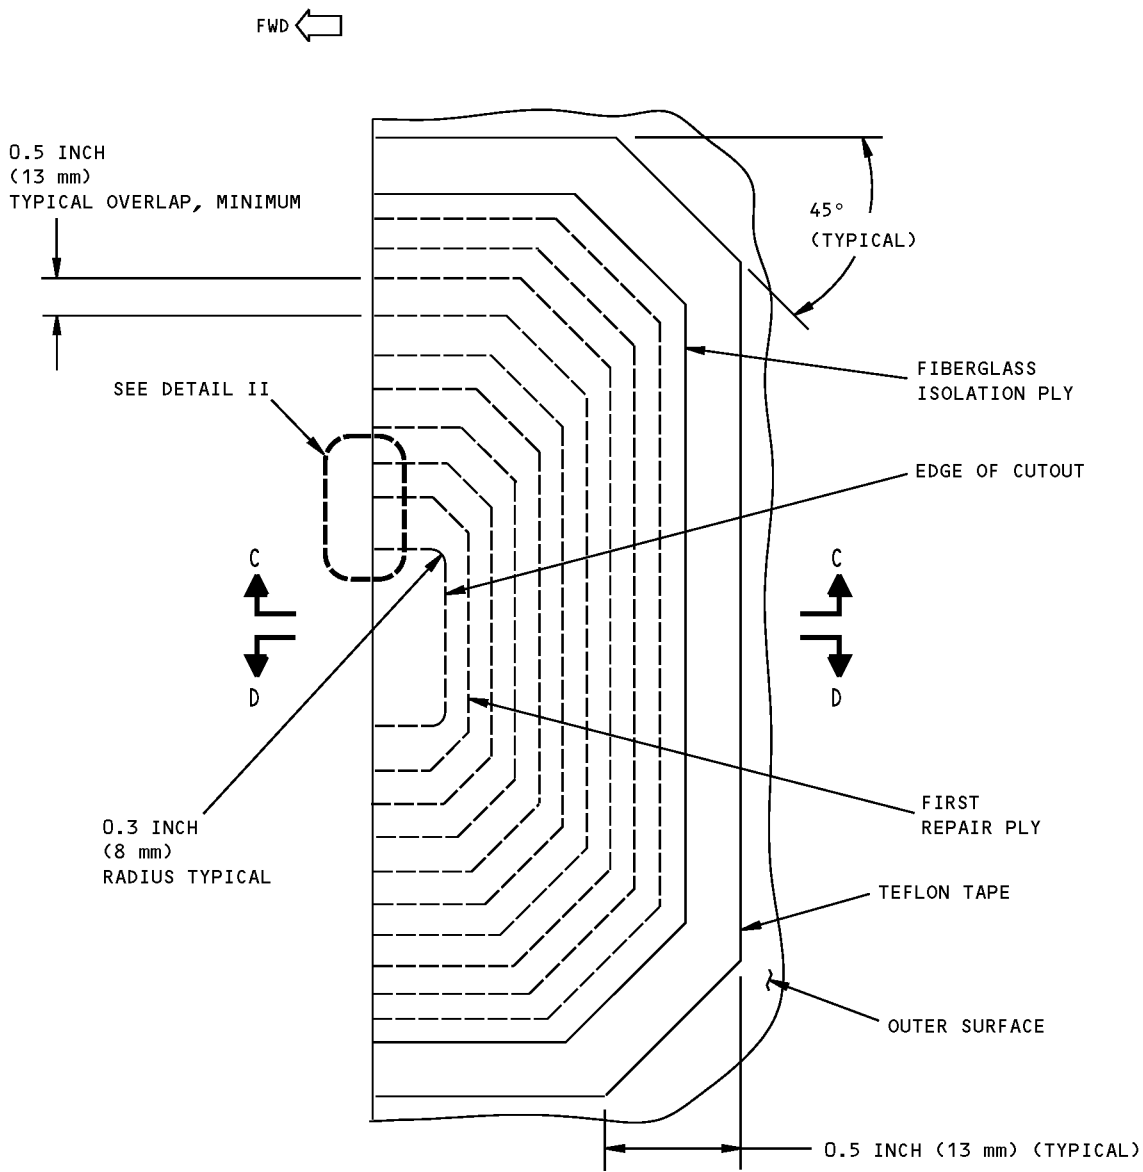 FWD
0.5 INCH
(13 mm)
TYPICAL OVERLAP, MINIMUM
45°
(TYPICAL)
SEE DETAIL II
FIBERGLASS
ISOLATION PLY
EDGE OF CUTOUT
C
C
D
D
0.3 INCH
(8 mm)
RADIUS TYPICAL
FIRST
REPAIR PLY
TEFLON TAPE
OUTER SURFACE
0.5 INCH (13 mm) (TYPICAL)